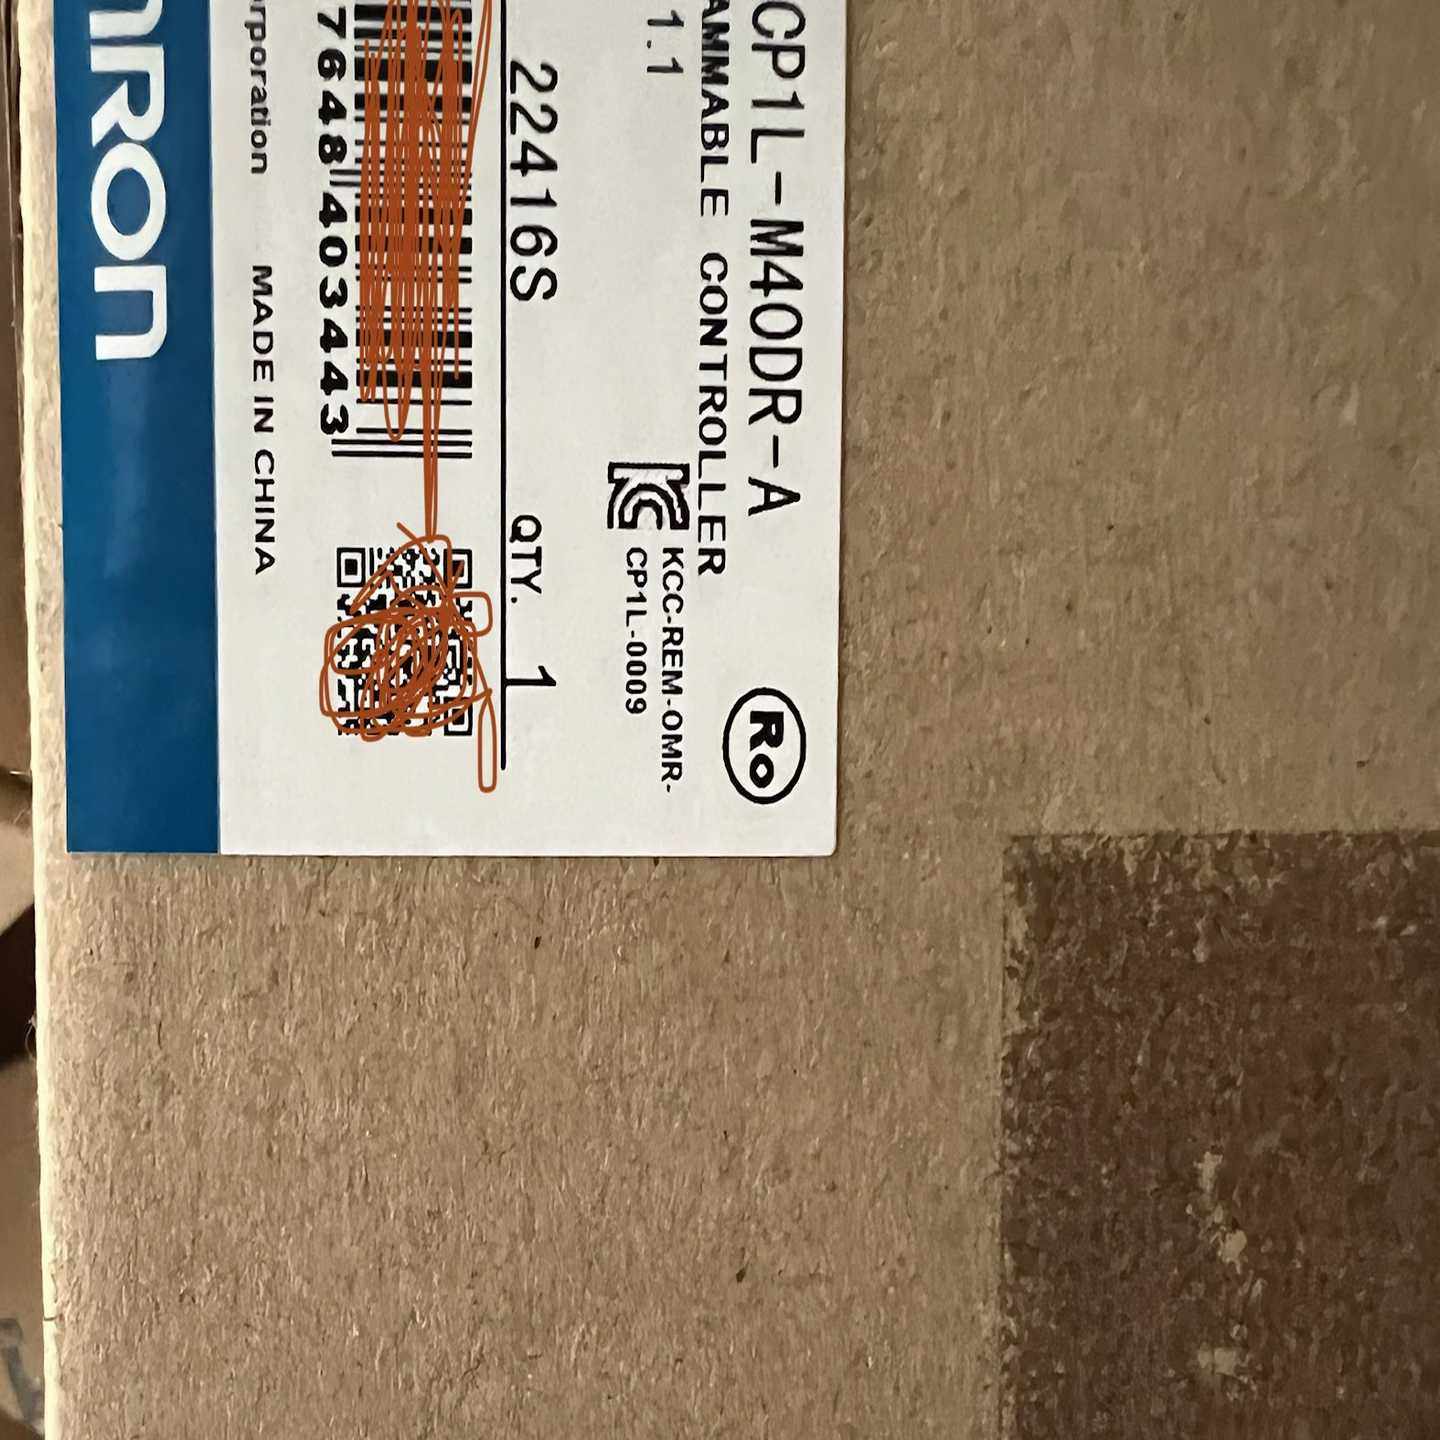 CP1L-M40DR-A
AMMABLE CONTROLLER
1.1
KCC-REM-OMR-
CP1L-0009
Ro
22416S QTY. 1
7648 403443
rporation MADE IN CHINA
mRON